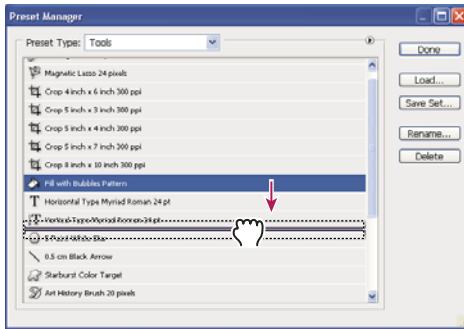 Preset Manager
Preset Type: Tools
Done
Load...
Save Set...
Rename...
Delete
Magnetic Lasso 24 pixels
Crop 4 inch x 6 inch 300 ppi
Crop 5 inch x 3 inch 300 ppi
Crop 5 inch x 4 inch 300 ppi
Crop 5 inch x 7 inch 300 ppi
Crop 8 inch x 10 inch 300 ppi
Fill with Bubbles Pattern
Horizontal Type Myriad Roman 24 pt
Vertical Type Myriad Roman 24 pt
5 Point White Star
0.5 cm Black Arrow
Starburst Color Target
Art History Brush 20 pixels